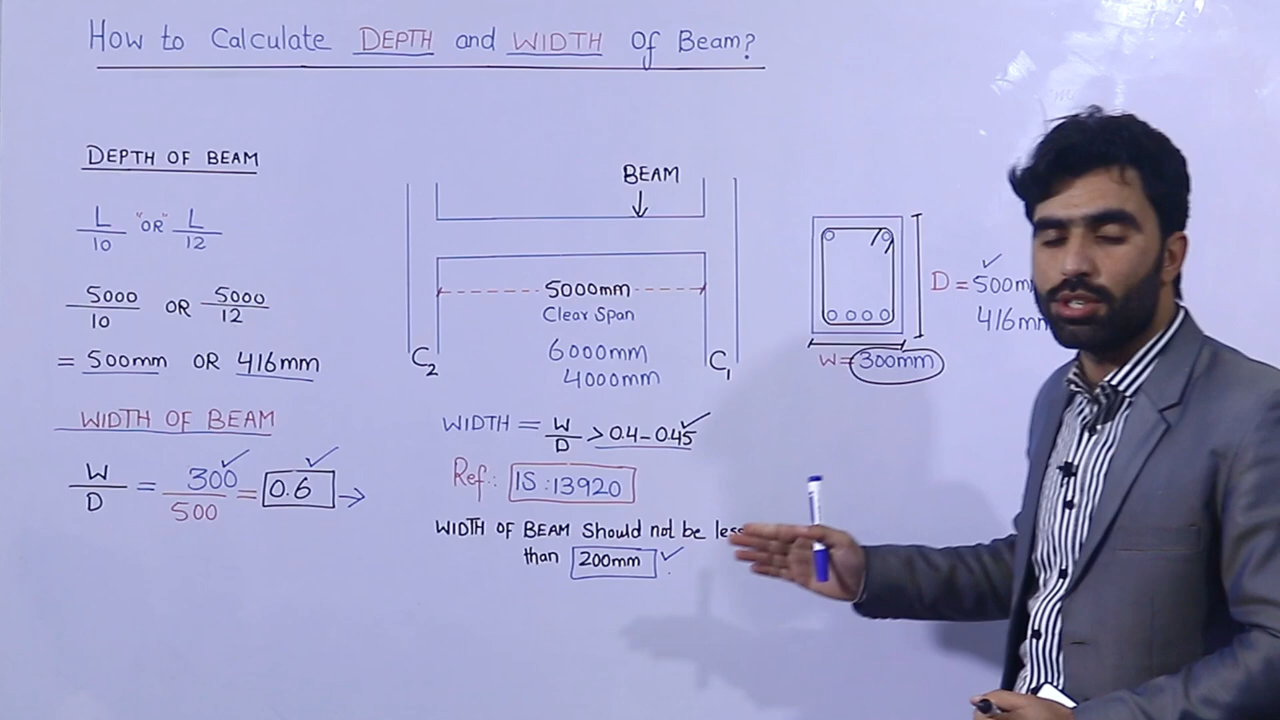 How to Calculate DEPTH and WIDTH Of Beam?
DEPTH OF BEAM
L/10 "OR" L/12
5000/10 OR 5000/12
= 500mm OR 416mm
WIDTH OF BEAM
W/D = 300/500 = 0.6 →
BEAM
5000mm
Clear Span
6000mm
4000mm
C2
C1
WIDTH = W/D > 0.4-0.45
Ref:. IS:13920
WIDTH OF BEAM Should not be less
than 200mm
D = 500m
416mm
W=300mm